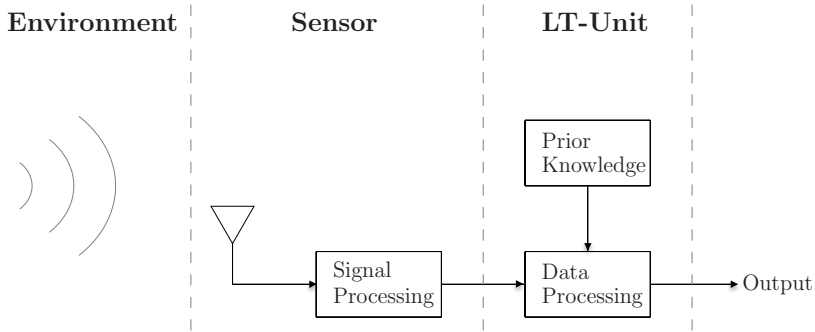 Environment
Sensor
LT-Unit
Prior
Knowledge
Signal
Processing
Data
Processing
Output